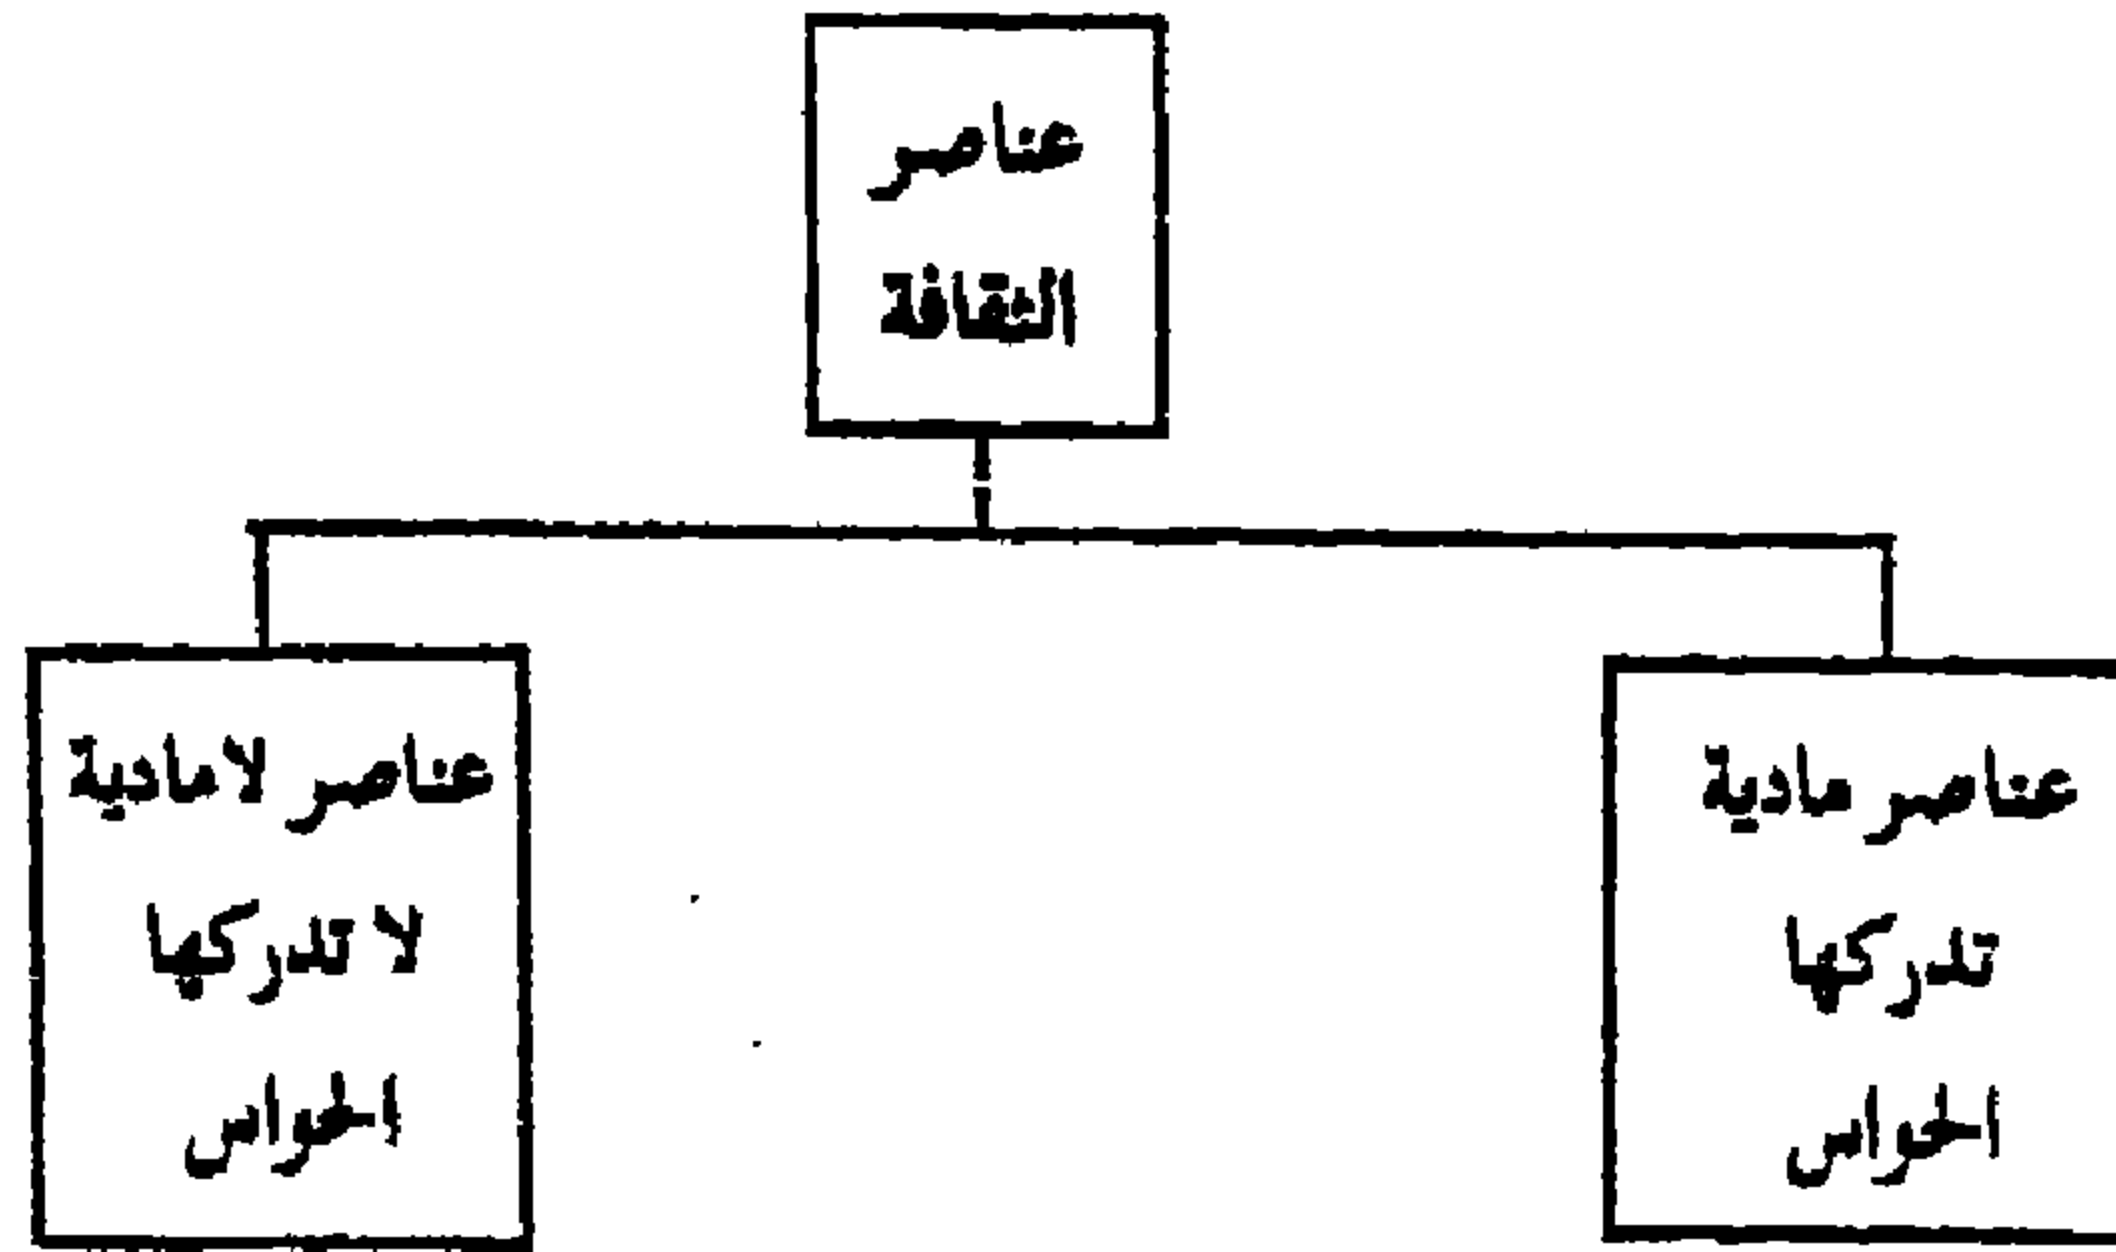 عناصر
الثقافة
عناصر مادية
تدركها
الحواس
عناصر لامادية
لا تدركها
الحواس